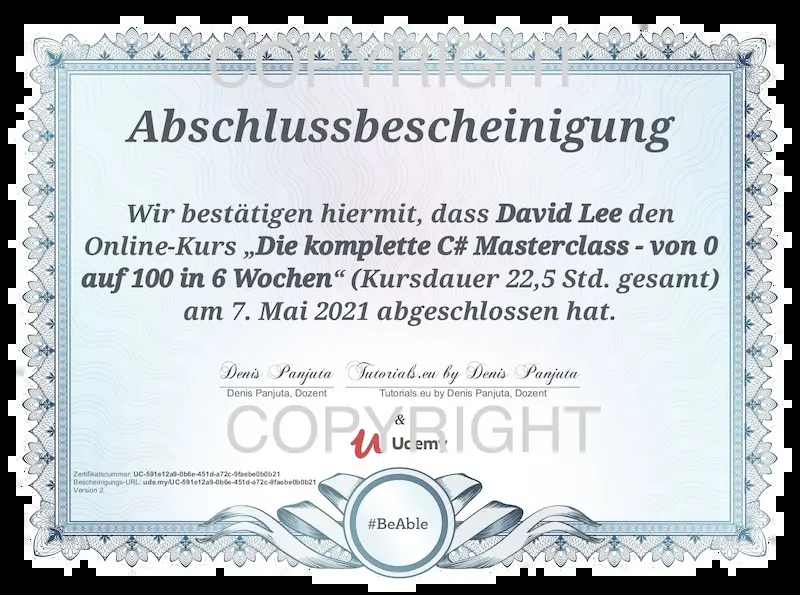 COPYRIGHT
Abschlussbescheinigung
Wir bestätigen hiermit, dass David Lee den
Online-Kurs „Die komplette C# Masterclass - von 0
auf 100 in 6 Wochen“ (Kursdauer 22,5 Std. gesamt)
am 7. Mai 2021 abgeschlossen hat.
Denis Panjuta Tutorials.eu by Denis Panjuta
Denis Panjuta, Dozent Tutorials.eu by Denis Panjuta, Dozent
&
COPYRIGHT
Udemy
Zertifikatsnummer: UC-591e12a9-0b6e-451d-a72c-9faebe0b0b21
Bescheinigungs-URL: ude.my/UC-591e12a9-0b6e-451d-a72c-9faebe0b0b21
Version 2
#BeAble